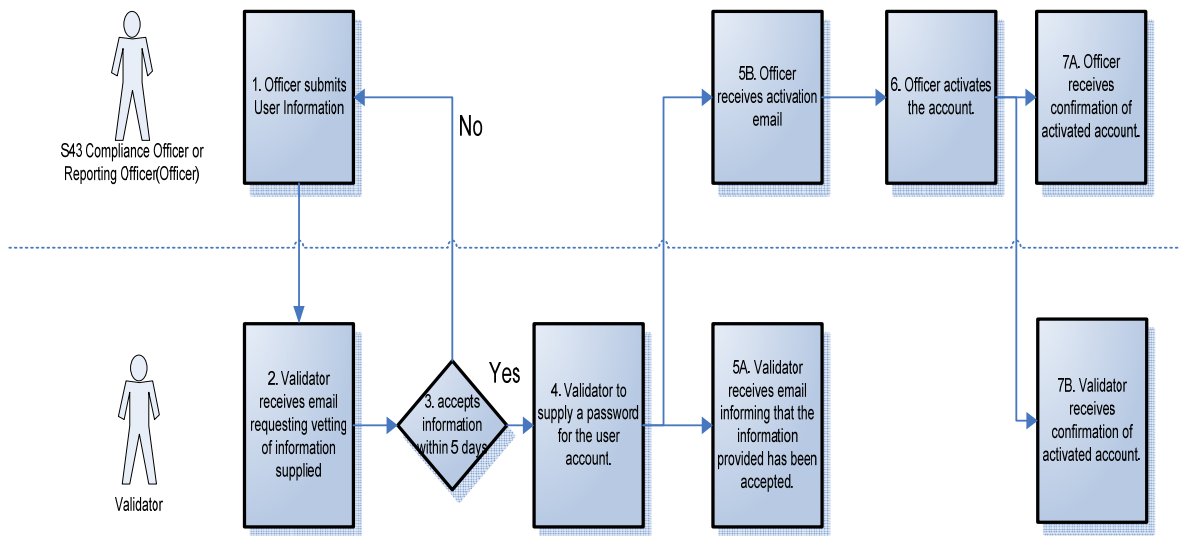 S43 Compliance Officer or
Reporting Officer(Officer)
1. Officer submits
User Information
No
5B. Officer
receives activation
email
6. Officer activates
the account.
7A. Officer
receives
confirmation of
activated account.
2. Validator
receives email
requesting vetting
of information
supplied
3. accepts
information
within 5 days
Yes
4. Validator to
supply a password
for the user
account.
5A. Validator
receives email
informing that the
information
provided has been
accepted.
7B. Validator
receives
confirmation of
activated account.
Validator